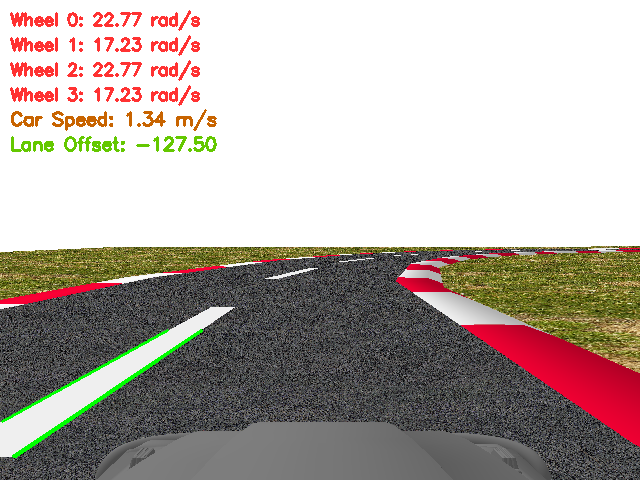 Wheel 0: 22.77 rad/s
Wheel 1: 17.23 rad/s
Wheel 2: 22.77 rad/s
Wheel 3: 17.23 rad/s
Car Speed: 1.34 m/s
Lane Offset: -127.50